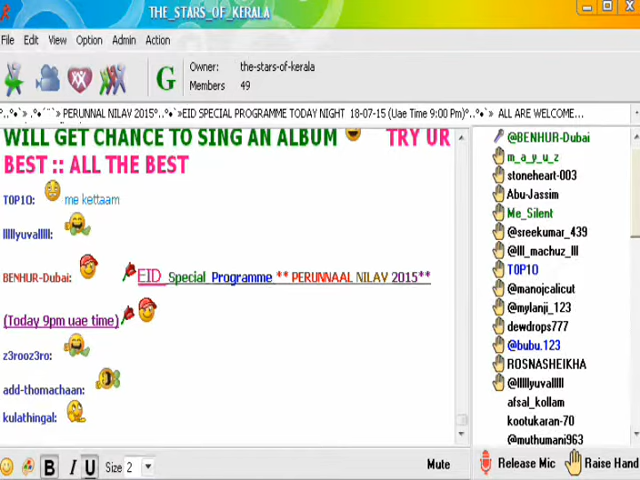 THE_STARS_OF_KERALA
File Edit View Option Admin Action
G
Owner: the-stars-of-kerala
Members 49
PERUNNAL NILAV 2015°..°•`»EID SPECIAL PROGRAMME TODAY NIGHT 18-07-15 (Uae Time 9:00 Pm)°..°•`» ALL ARE WELCOME...
WILL GET CHANCE TO SING AN ALBUM TRY UR
BEST :: ALL THE BEST
T0P1O: me kettaam
lllllyuvalllll:
BENHUR-Dubai: EID Special Programme ** PERUNNAAL NILAV 2015**
(Today 9pm uae time)
z3rooz3ro:
add-thomachaan:
kulathingal:
@BENHUR-Dubai
m_a_y_u_z
stoneheart-003
Abu-Jassim
Me_Silent
@sreekumar_439
@lll_machuz_lll
T0P1O
@manojcalicut
@mylanji_123
dewdrops777
@bubu.123
ROSNASHEIKHA
@lllllyuvalllll
afsal_kollam
kootukaran-70
@muthumani963
B I U Size 2 Mute Release Mic Raise Hand